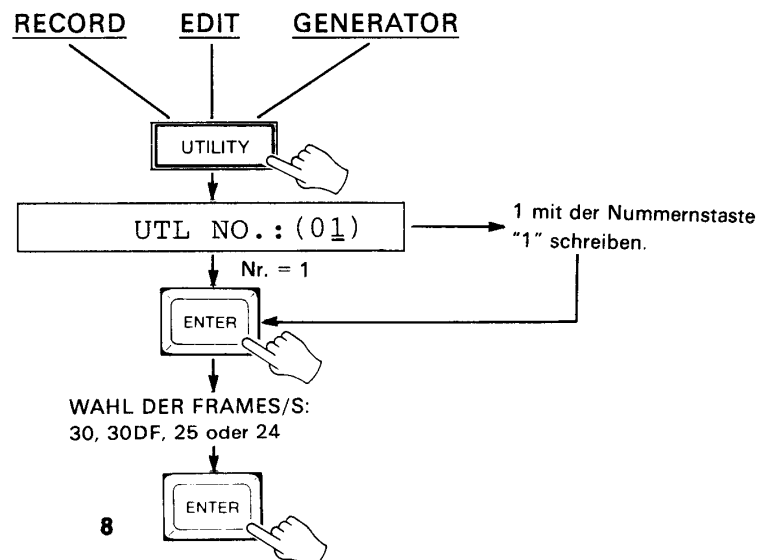 RECORD EDIT GENERATOR
UTILITY
UTL NO.:(01)
1 mit der Nummernstaste
"1" schreiben.
Nr. = 1
ENTER
WAHL DER FRAMES/S:
30, 30DF, 25 oder 24
ENTER
8